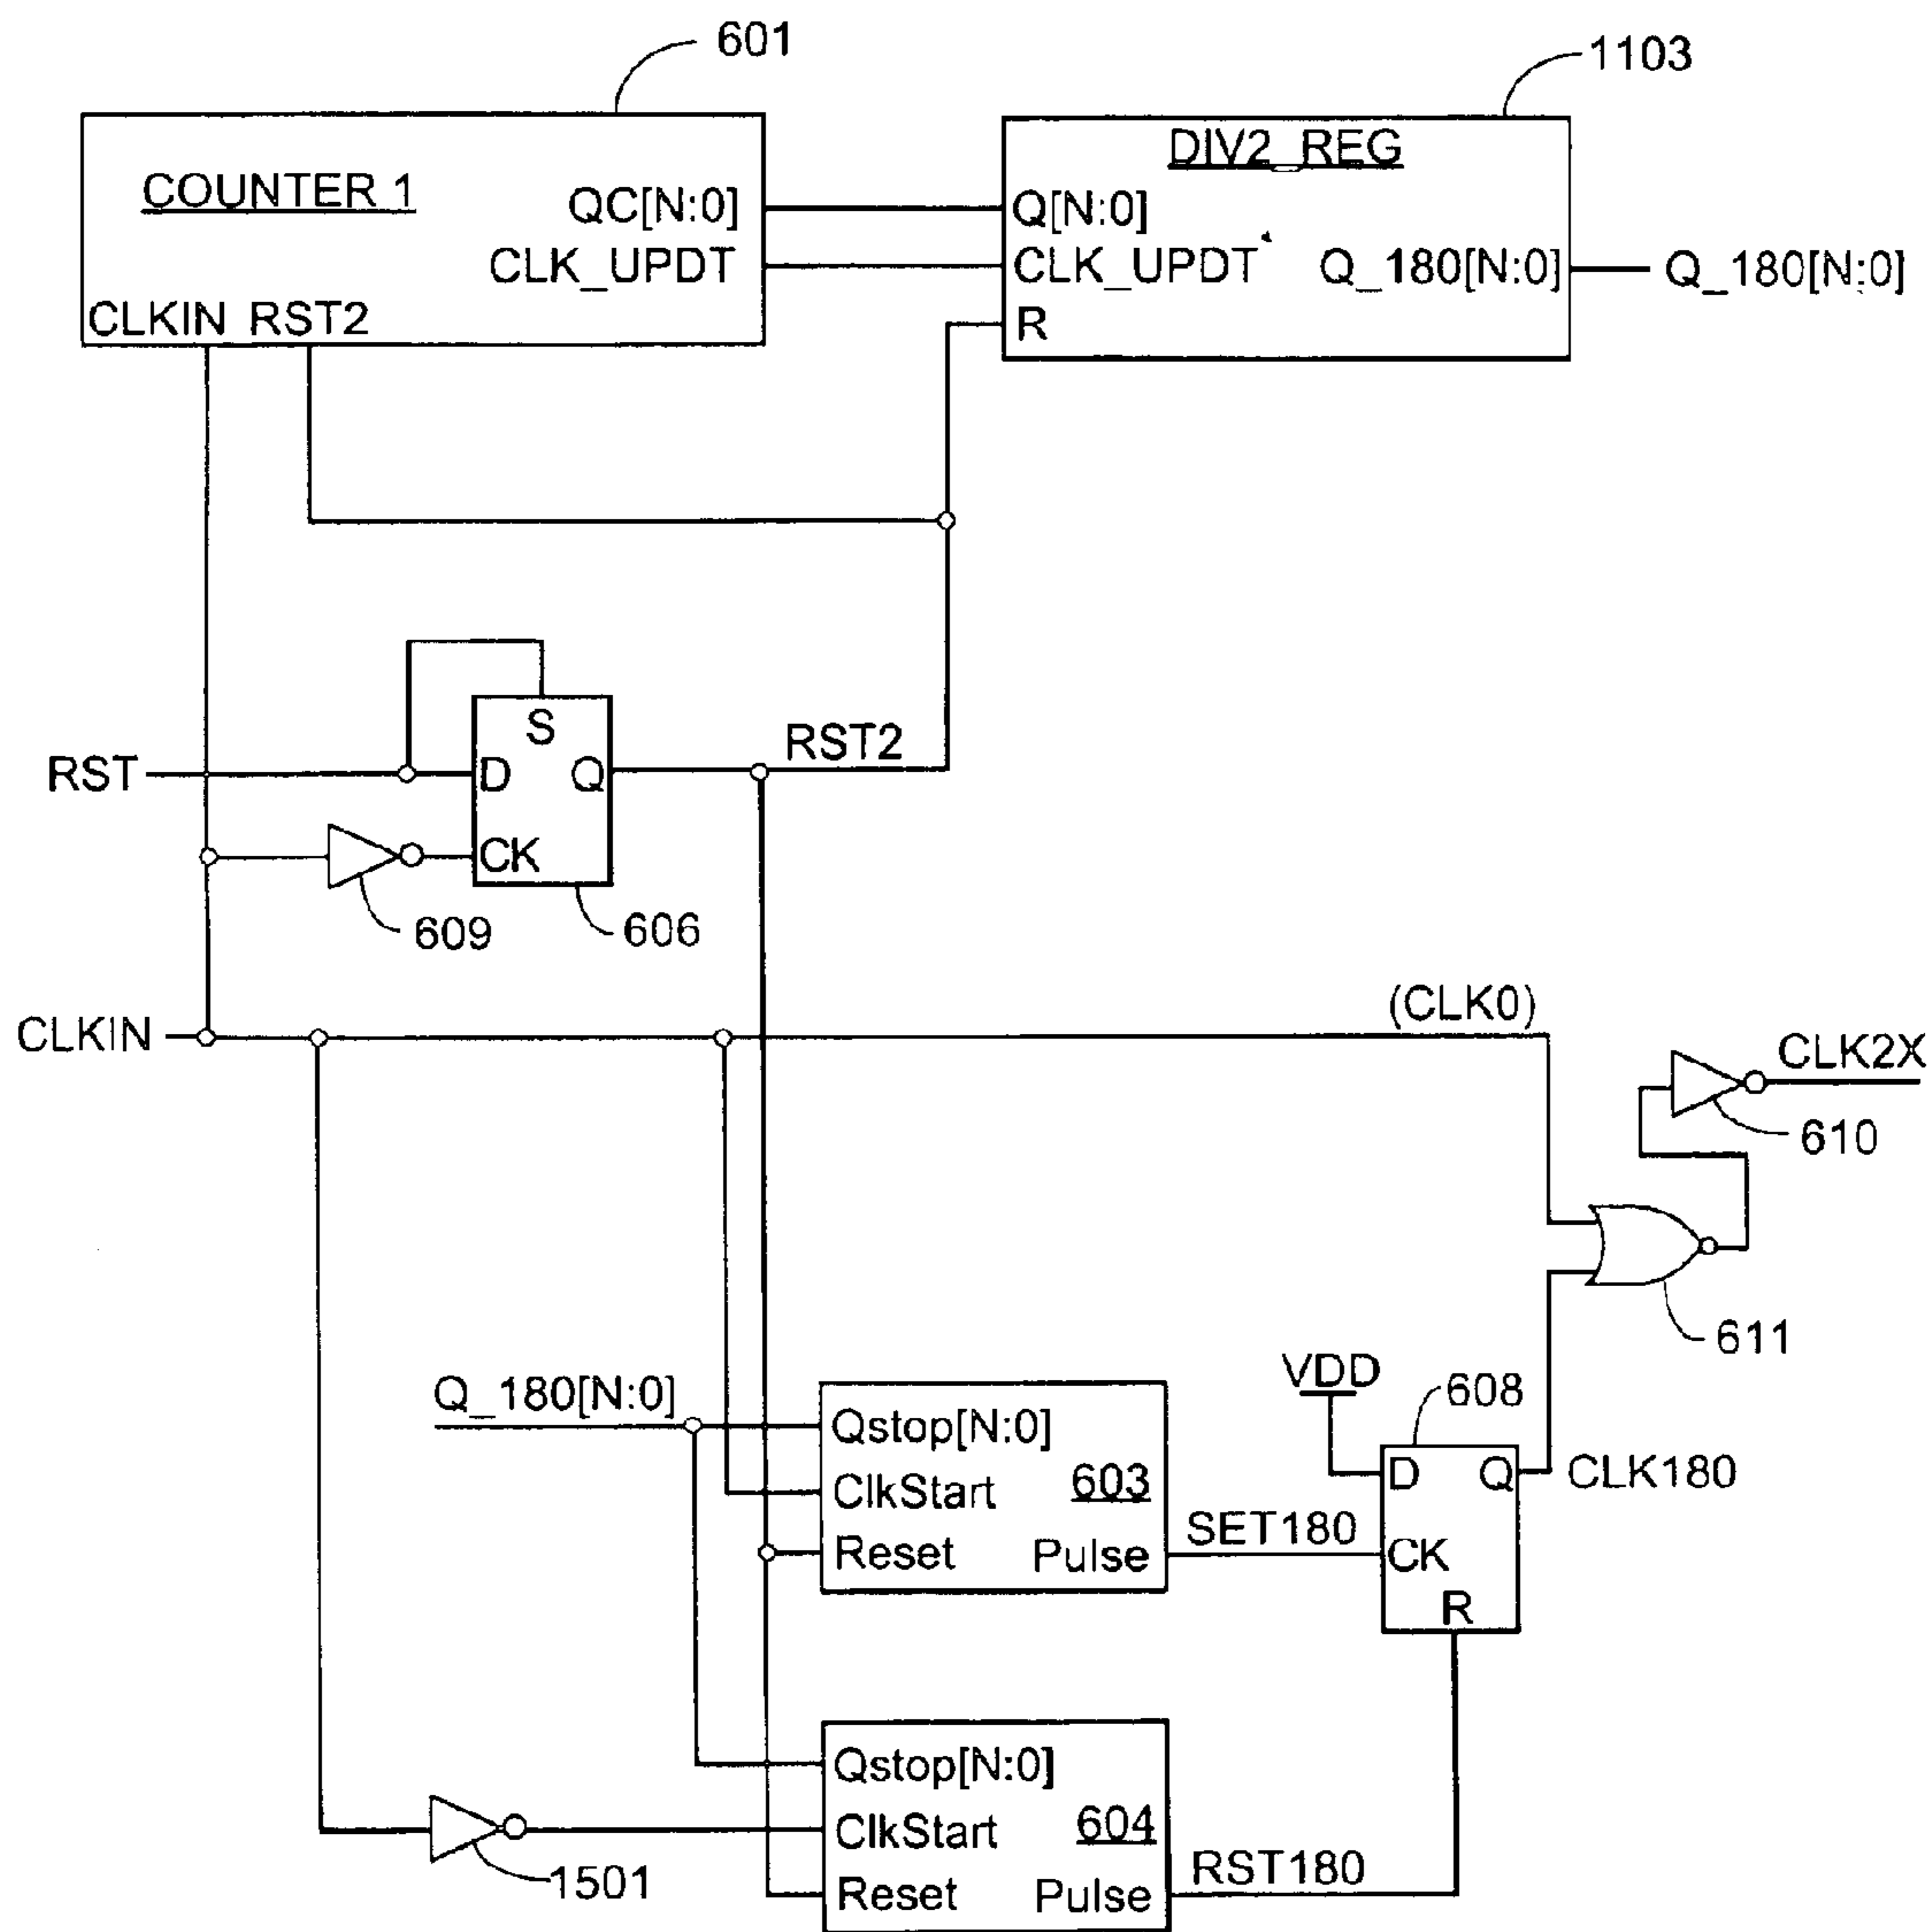 601
1103
COUNTER 1
QC[N:0]
CLK_UPDT
CLKIN RST2
DIV2_REG
Q[N:0]
CLK_UPDT
Q_180[N:0]
R
Q_180[N:0]
RST
S
D
Q
CK
RST2
609
606
CLKIN
(CLK0)
CLK2X
610
611
Q_180[N:0]
Qstop[N:0]
ClkStart
603
Reset
Pulse
SET180
VDD
608
D
Q
CK
R
CLK180
Qstop[N:0]
ClkStart
604
Reset
Pulse
RST180
1501